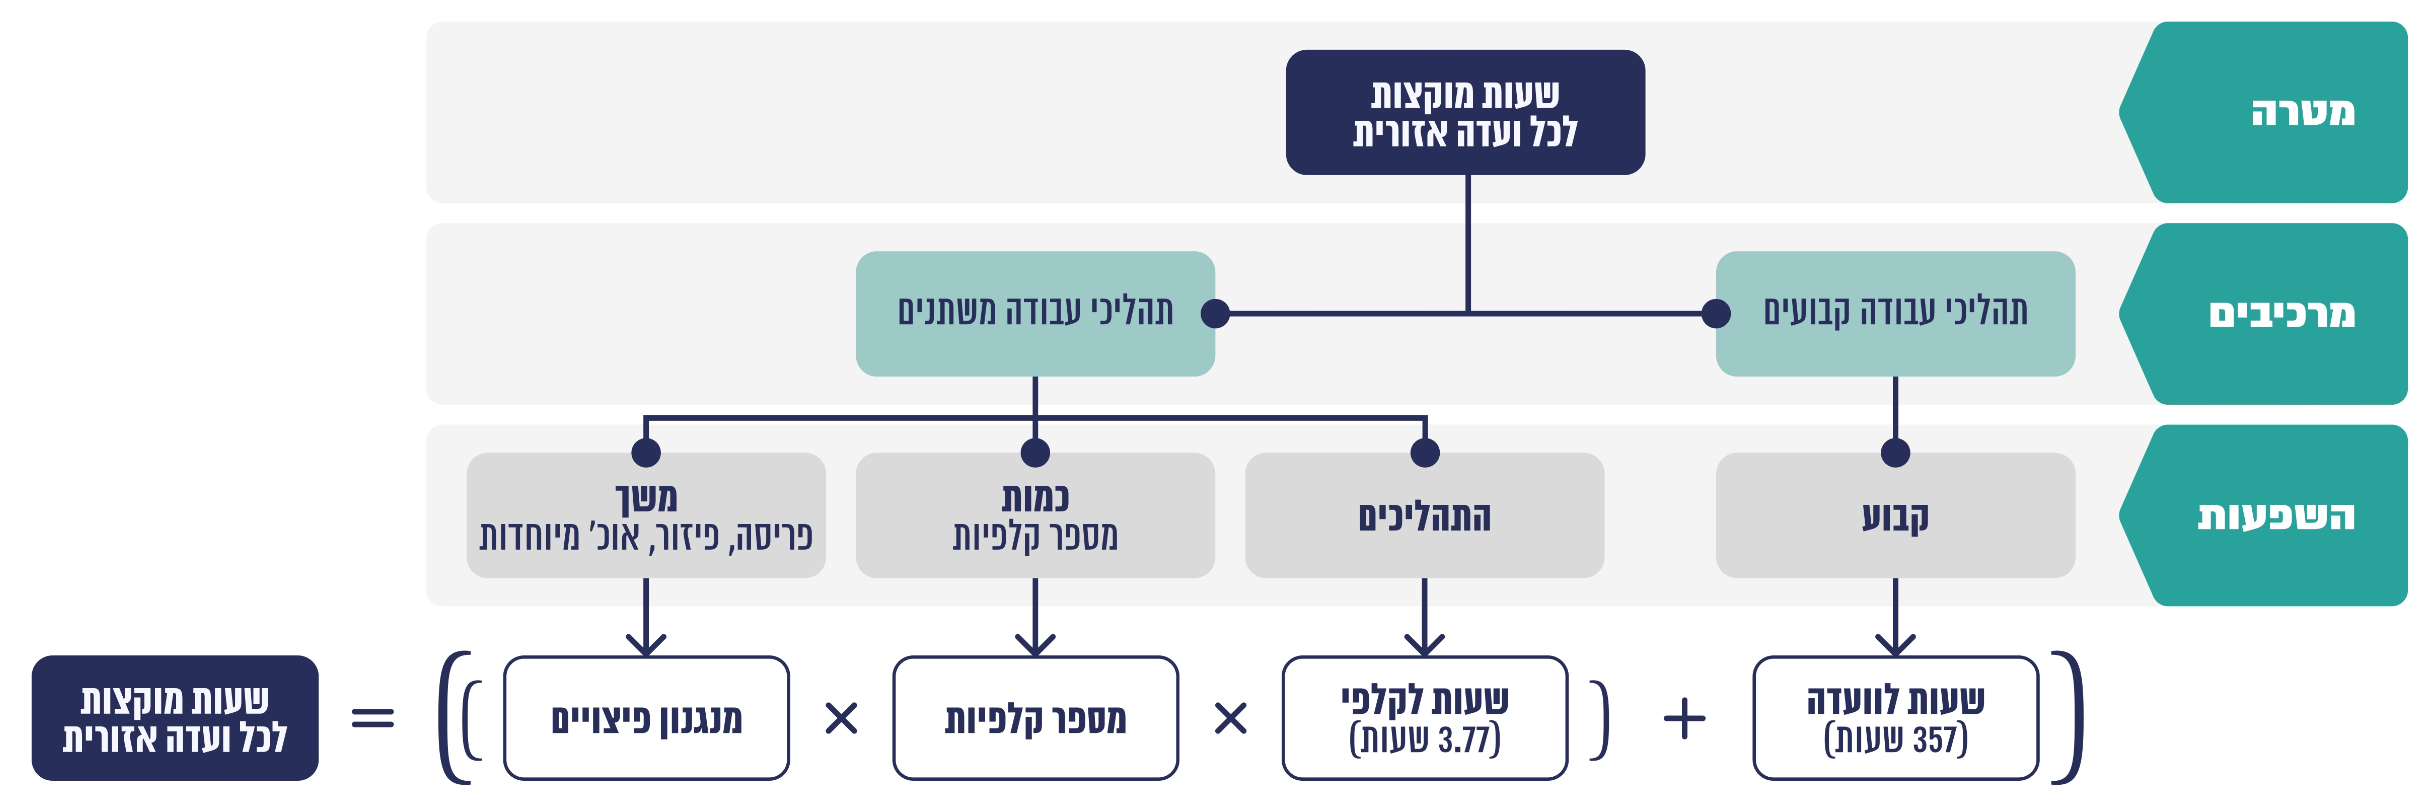 מטרה
שעות מוקצות
לכל ועדה אזורית
מרכיבים
תהליכי עבודה קבועים
תהליכי עבודה משתנים
השפעות
קבוע
התהליכים
כמות
מספר קלפיות
משך
פריסה, פיזור, אוכ' מיוחדות
(
שעות לוועדה
(357 שעות)
+
(
שעות לקלפי
(3.77 שעות)
×
מספר קלפיות
×
מנגנון פיצויים
)
)
=
שעות מוקצות
לכל ועדה אזורית